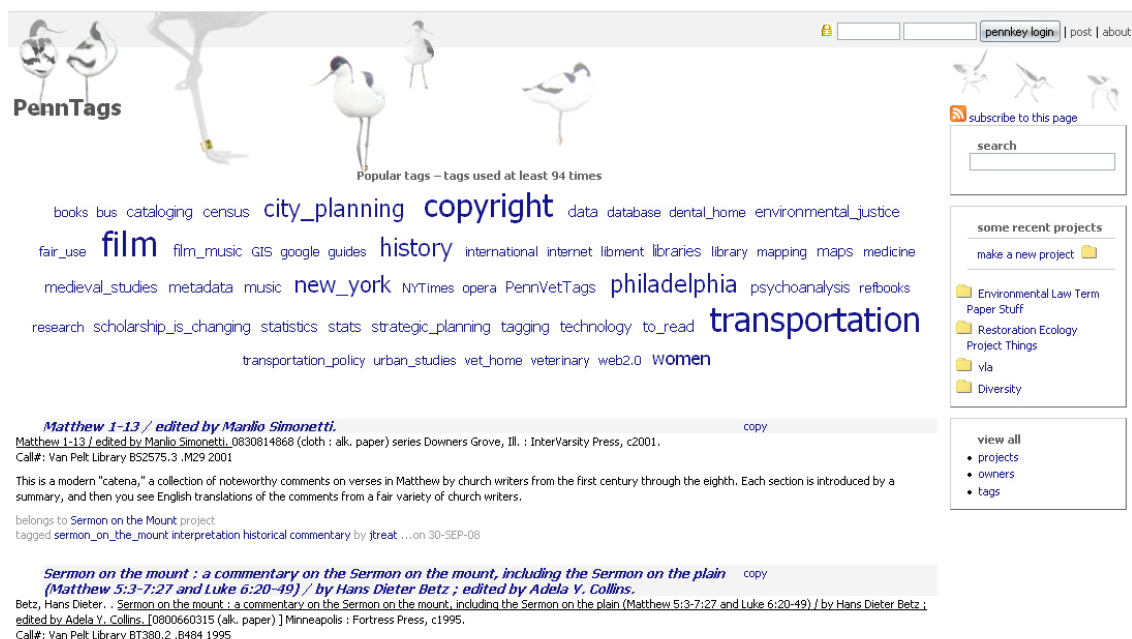 pennkey login | post | about
PennTags
subscribe to this page
search
Popular tags – tags used at least 94 times
books bus cataloging census city_planning copyright data database dental_home environmental_justice
fair_use film film_music GIS google guides history international internet libment libraries library mapping maps medicine
medieval_studies metadata music new_york NYTimes opera PennVetTags philadelphia psychoanalysis refbooks
research scholarship_is_changing statistics stats strategic_planning tagging technology to_read transportation
transportation_policy urban_studies vet_home veterinary web2.0 women
some recent projects
make a new project
Environmental Law Term
Paper Stuff
Restoration Ecology
Project Things
vla
Diversity
view all
• projects
• owners
• tags
Matthew 1-13 / edited by Manlio Simonetti. copy
Matthew 1-13 / edited by Manlio Simonetti. 0830814868 (cloth : alk. paper) series Downers Grove, Ill. : InterVarsity Press, c2001.
Call#: Van Pelt Library BS2575.3 .M29 2001
This is a modern "catena," a collection of noteworthy comments on verses in Matthew by church writers from the first century through the eighth. Each section is introduced by a
summary, and then you see English translations of the comments from a fair variety of church writers.
belongs to Sermon on the Mount project
tagged sermon_on_the_mount interpretation historical commentary by jtreat ...on 30-SEP-08
Sermon on the mount : a commentary on the Sermon on the mount, including the Sermon on the plain copy
(Matthew 5:3-7:27 and Luke 6:20-49) / by Hans Dieter Betz ; edited by Adela Y. Collins.
Betz, Hans Dieter. . Sermon on the mount : a commentary on the Sermon on the mount, including the Sermon on the plain (Matthew 5:3-7:27 and Luke 6:20-49) / by Hans Dieter Betz ;
edited by Adela Y. Collins. [0800660315 (alk. paper) ] Minneapolis : Fortress Press, c1995.
Call#: Van Pelt Library BT380.2 .B484 1995